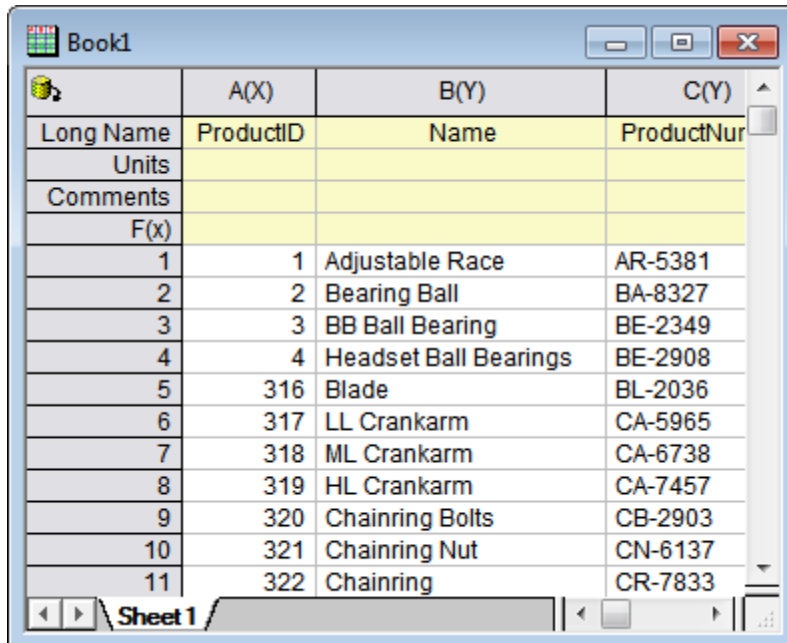 Book1
A(X) B(Y) C(Y)
Long Name ProductID Name ProductNur
Units
Comments
F(x)
1 1 Adjustable Race AR-5381
2 2 Bearing Ball BA-8327
3 3 BB Ball Bearing BE-2349
4 4 Headset Ball Bearings BE-2908
5 316 Blade BL-2036
6 317 LL Crankarm CA-5965
7 318 ML Crankarm CA-6738
8 319 HL Crankarm CA-7457
9 320 Chainring Bolts CB-2903
10 321 Chainring Nut CN-6137
11 322 Chainring CR-7833
Sheet1